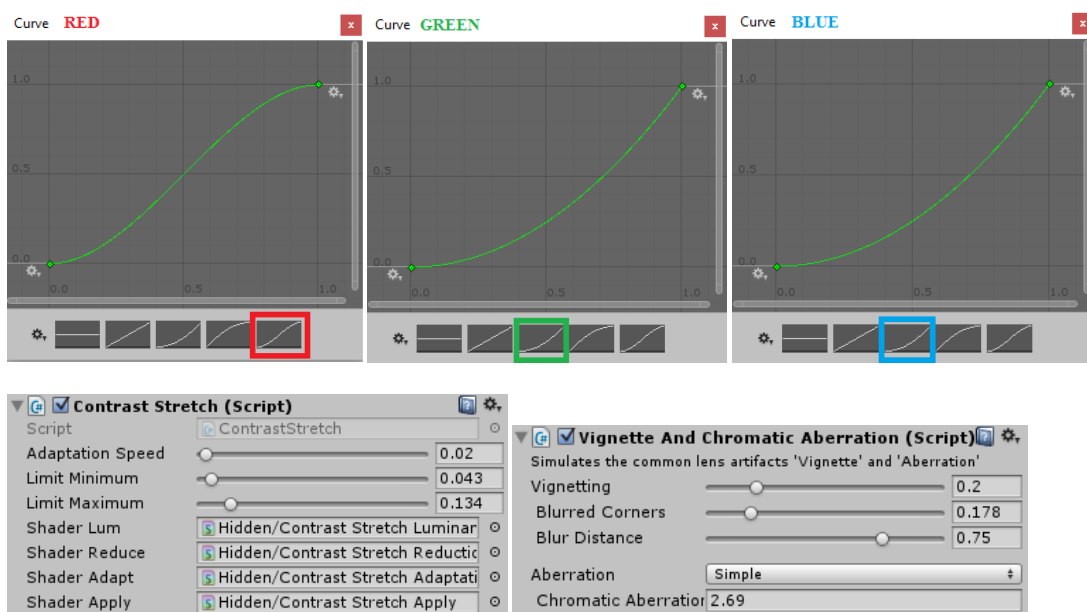 Curve RED x
1.0
0.5
0.0
0.0 0.5 1.0
Curve GREEN x
1.0
0.5
0.0
0.0 0.5 1.0
Curve BLUE x
1.0
0.5
0.0
0.0 0.5 1.0
Contrast Stretch (Script)
Script ContrastStretch
Adaptation Speed 0.02
Limit Minimum 0.043
Limit Maximum 0.134
Shader Lum S Hidden/Contrast Stretch Luminan
Shader Reduce S Hidden/Contrast Stretch Reductic
Shader Adapt S Hidden/Contrast Stretch Adaptati
Shader Apply S Hidden/Contrast Stretch Apply
Vignette And Chromatic Aberration (Script)
Simulates the common lens artifacts 'Vignette' and 'Aberration'
Vignetting 0.2
Blurred Corners 0.178
Blur Distance 0.75
Aberration Simple
Chromatic Aberration 2.69